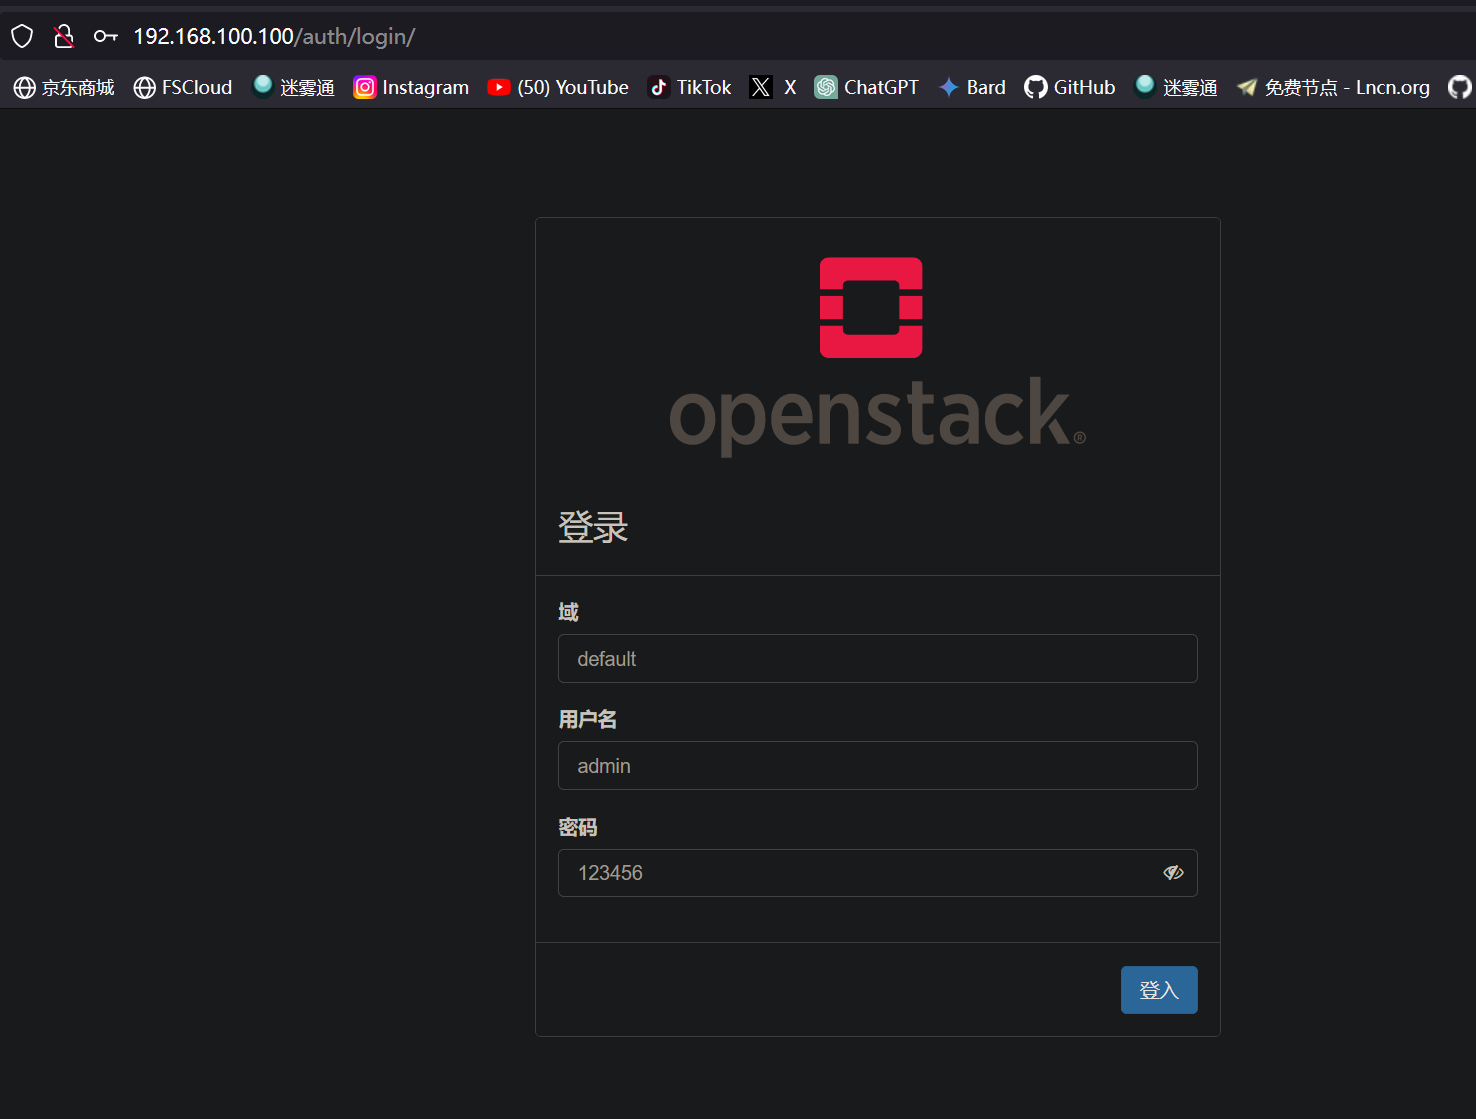 192.168.100.100/auth/login/
京东商城 FSCloud 迷雾通 Instagram (50) YouTube TikTok X ChatGPT Bard GitHub 迷雾通 免费节点 - Lncn.org
openstack®
登录
域
default
用户名
admin
密码
123456
登入